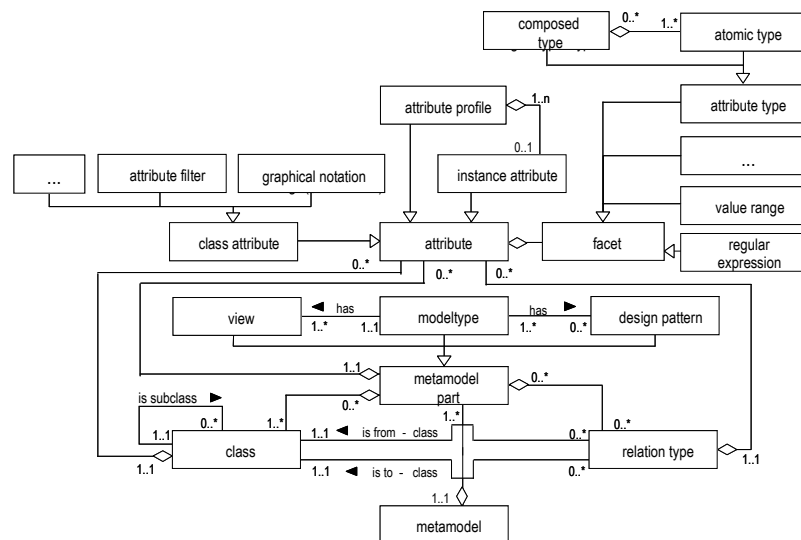 composed
type
0..*
1..*
atomic type
attribute profile
1..n
attribute type
0..1
...
...
attribute filter
graphical notation
instance attribute
value range
class attribute
attribute
facet
regular
expression
0..*
0..*
0..*
view
has
1..*
1..1
modeltype
has
1..*
0..*
design pattern
1..1
metamodel
part
0..*
is subclass
0..*
1..*
1..*
0..*
0..*
1..1
class
1..1
is from - class
0..*
relation type
1..1
1..1
is to - class
0..*
1..1
1..1
metamodel